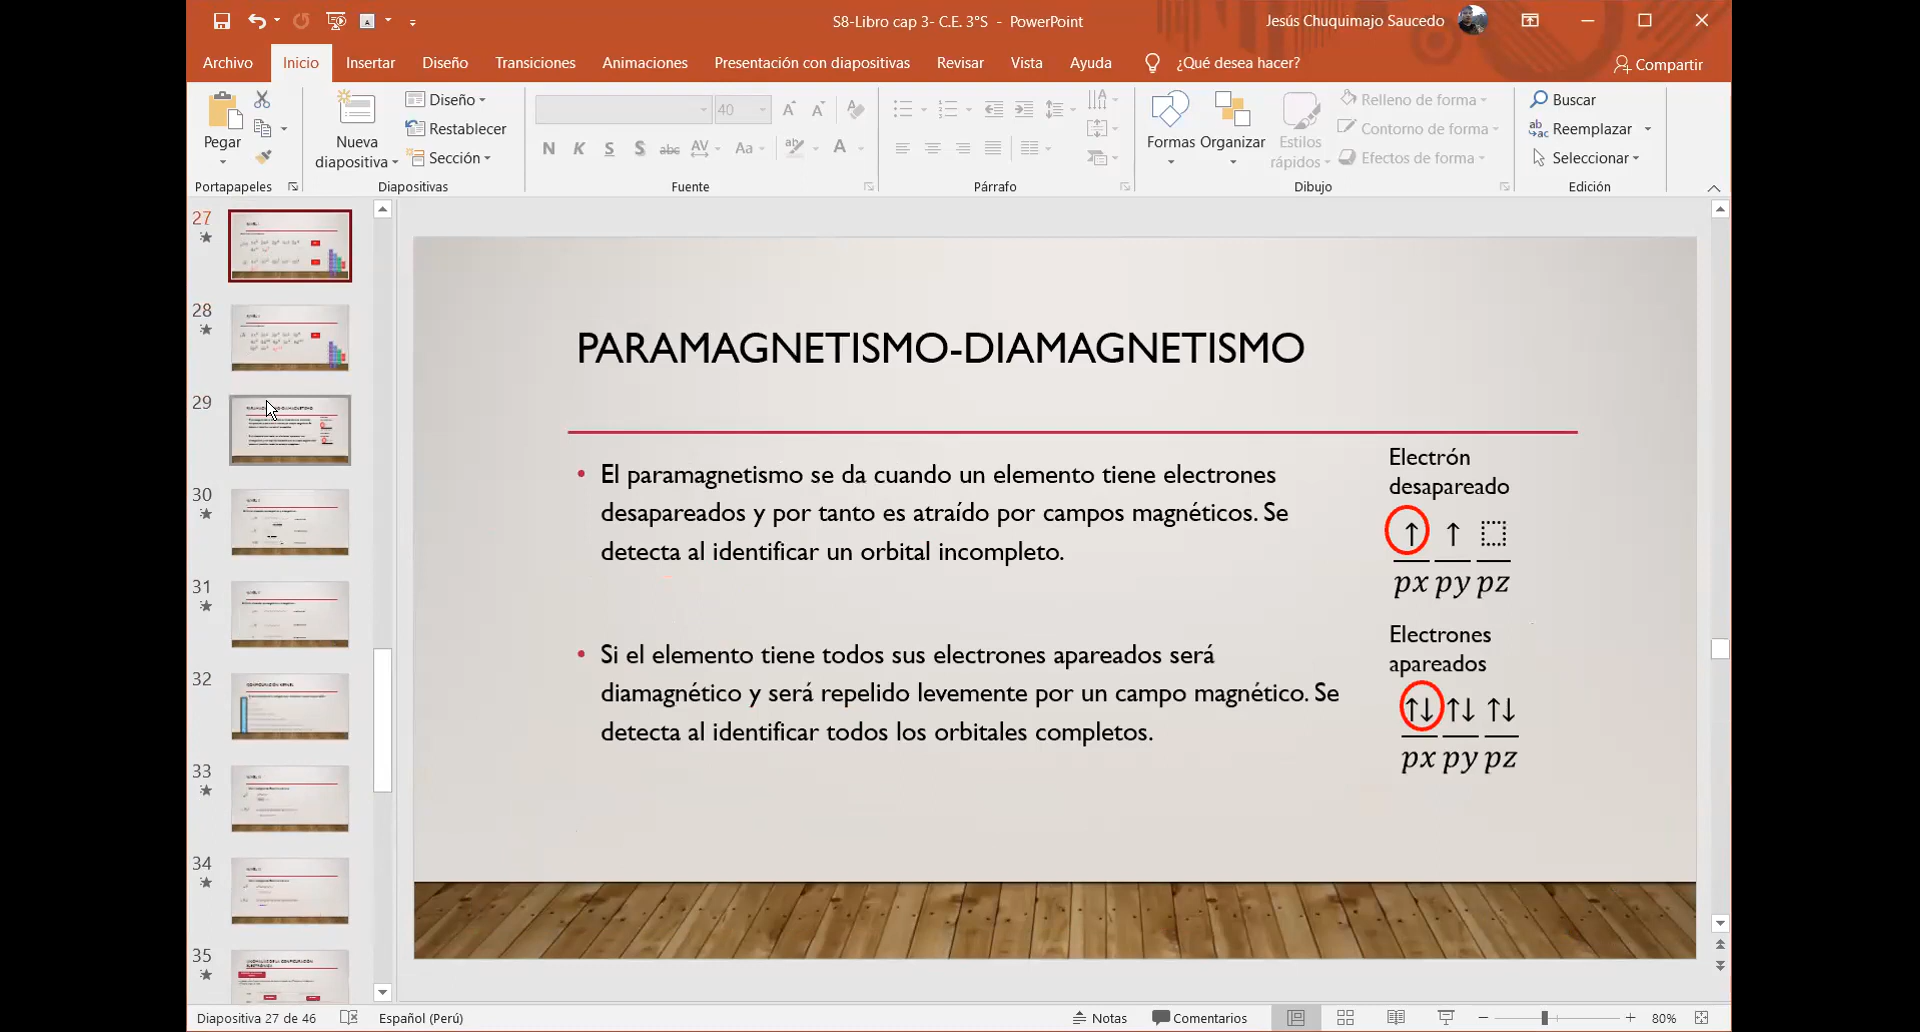 S8-Libro cap 3- C.E. 3°S - PowerPoint
Jesús Chuquimajo Saucedo
Archivo Inicio Insertar Diseño Transiciones Animaciones Presentación con diapositivas Revisar Vista Ayuda ¿Qué desea hacer? Compartir
Pegar
Portapapeles
Nueva
diapositiva
Diseño
Restablecer
Sección
Diapositivas
40
N K S S abc AV Aa A
Fuente
Párrafo
Formas
Organizar
Estilos
rápidos
Relleno de forma
Contorno de forma
Efectos de forma
Dibujo
Buscar
Reemplazar
Seleccionar
Edición
27
28
29
30
31
32
33
34
35
PARAMAGNETISMO-DIAMAGNETISMO
• El paramagnetismo se da cuando un elemento tiene electrones
desapareados y por tanto es atraído por campos magnéticos. Se
detecta al identificar un orbital incompleto.
• Si el elemento tiene todos sus electrones apareados será
diamagnético y será repelido levemente por un campo magnético. Se
detecta al identificar todos los orbitales completos.
Electrón
desapareado
↑ ↑
px py pz
Electrones
apareados
↑↓ ↑↓ ↑↓
px py pz
Diapositiva 27 de 46 Español (Perú) Notas Comentarios 80%